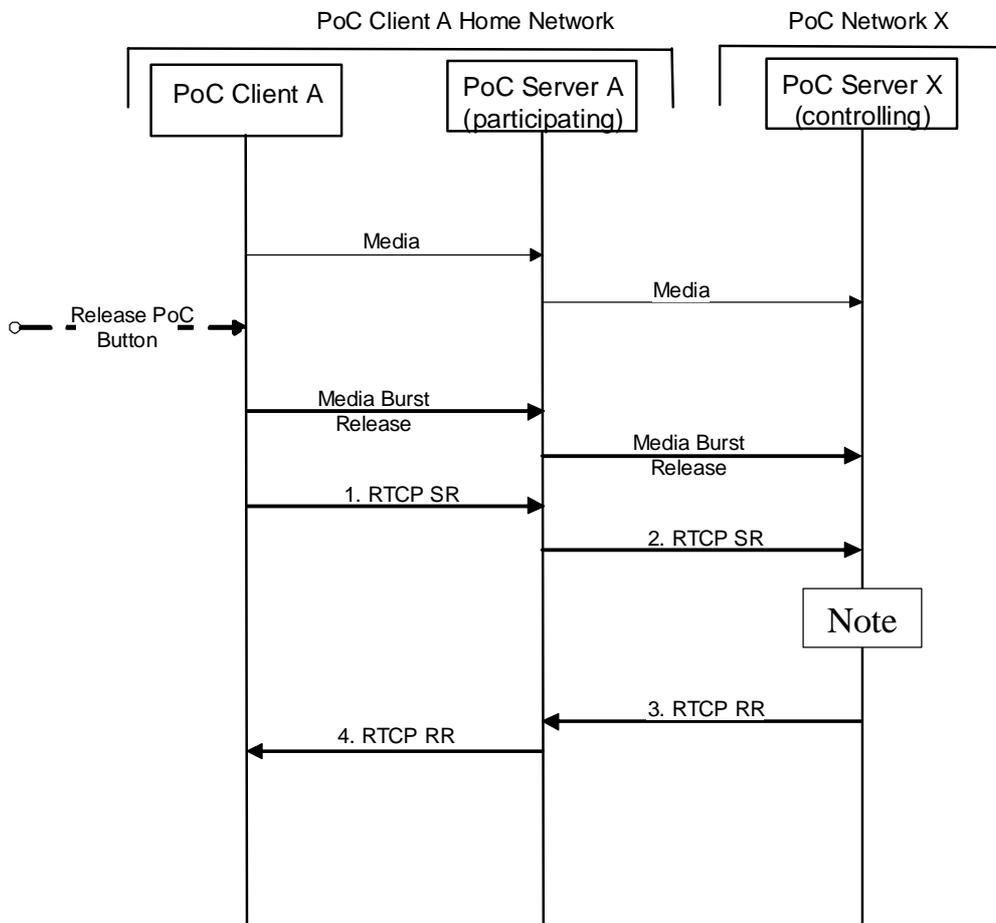 PoC Client A Home Network
PoC Network X
PoC Client A
PoC Server A
(participating)
PoC Server X
(controlling)
Media
Media
Release PoC
Button
Media Burst
Release
Media Burst
Release
1. RTCP SR
2. RTCP SR
Note
3. RTCP RR
4. RTCP RR